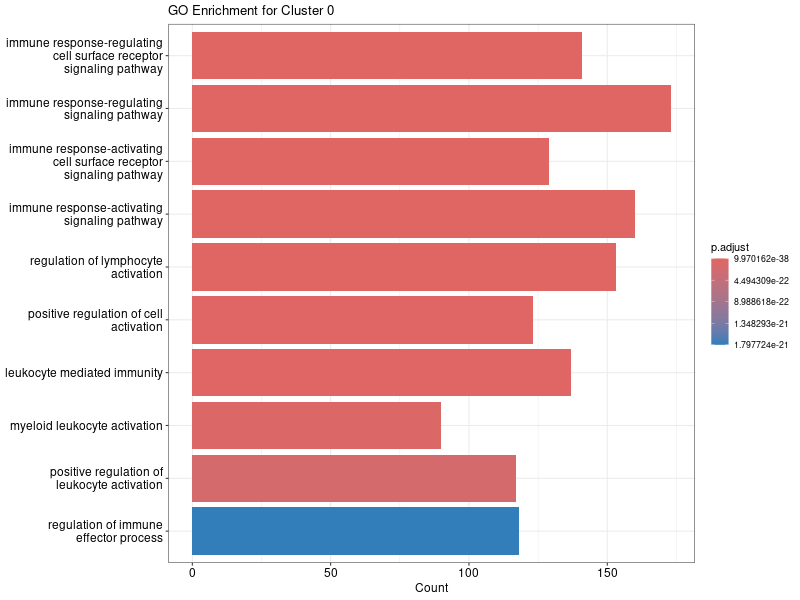 GO Enrichment for Cluster 0
immune response-regulating
cell surface receptor
signaling pathway
immune response-regulating
signaling pathway
immune response-activating
cell surface receptor
signaling pathway
immune response-activating
signaling pathway
regulation of lymphocyte
activation
positive regulation of cell
activation
leukocyte mediated immunity
myeloid leukocyte activation
positive regulation of
leukocyte activation
regulation of immune
effector process
0
50
100
150
Count
p.adjust
9.970162e-38
4.494309e-22
8.988618e-22
1.348293e-21
1.797724e-21